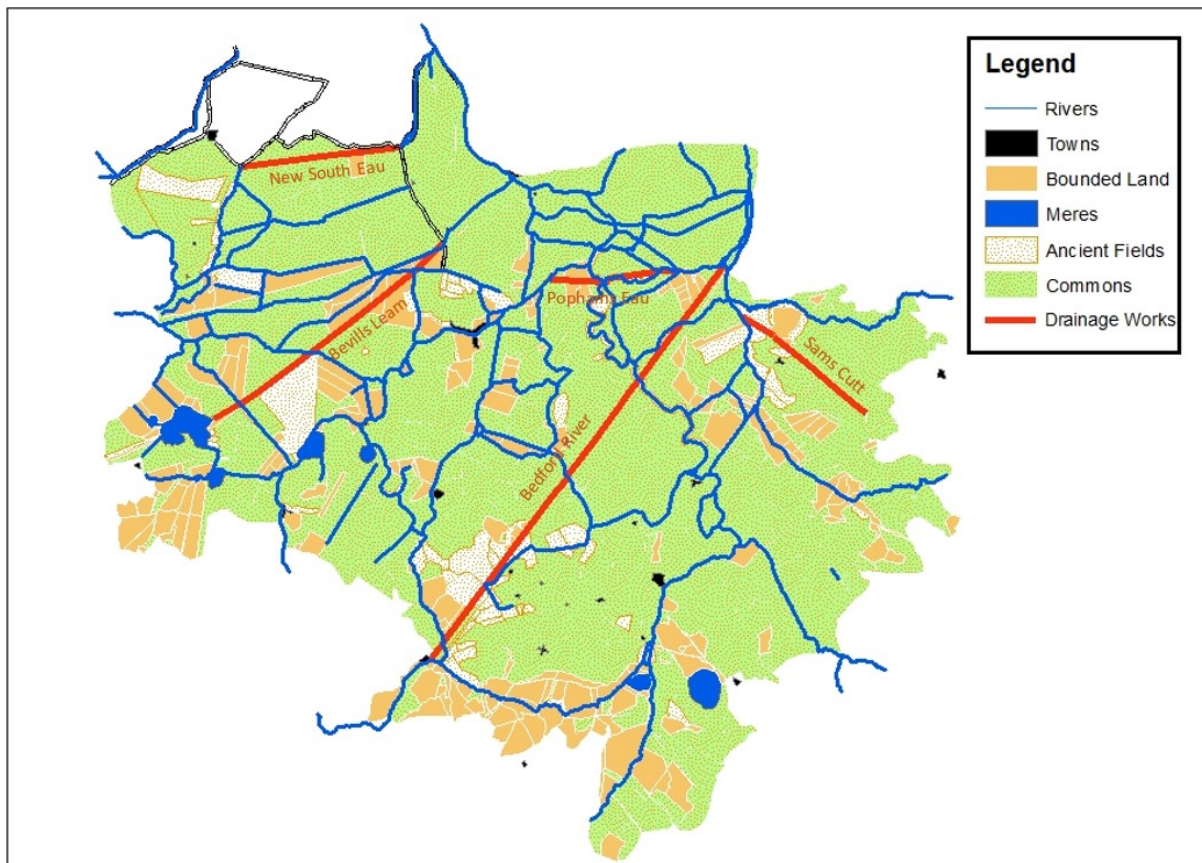 Legend
Rivers
Towns
Bounded Land
Meres
Ancient Fields
Commons
Drainage Works
New South Eau
Bevills Leam
Pophams Eau
Sams Cutt
Bedford River